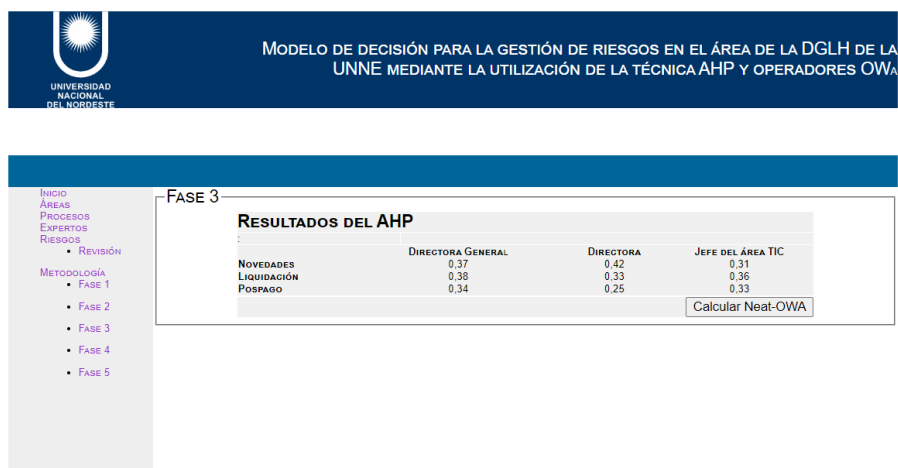 UNIVERSIDAD
NACIONAL
DEL NORDESTE
MODELO DE DECISIÓN PARA LA GESTIÓN DE RIESGOS EN EL ÁREA DE LA DGLH DE LA
UNNE MEDIANTE LA UTILIZACIÓN DE LA TÉCNICA AHP Y OPERADORES OWA
INICIO
ÁREAS
PROCESOS
EXPERTOS
RIESGOS
• REVISIÓN
METODOLOGÍA
• FASE 1
• FASE 2
• FASE 3
• FASE 4
• FASE 5
FASE 3
RESULTADOS DEL AHP
:
DIRECTORA GENERAL DIRECTORA JEFE DEL ÁREA TIC
NOVEDADES 0,37 0,42 0,31
LIQUIDACIÓN 0,38 0,33 0,36
POSPAGO 0,34 0,25 0,33
Calcular Neat-OWA